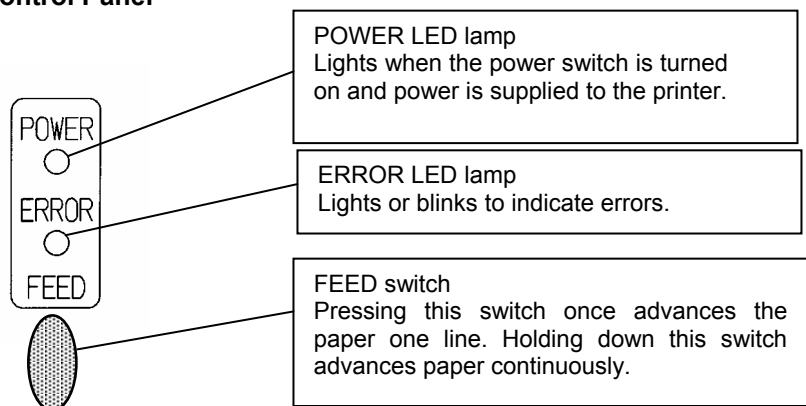 ontrol Panel
POWER LED lamp
Lights when the power switch is turned
on and power is supplied to the printer.
POWER
ERROR LED lamp
Lights or blinks to indicate errors.
ERROR
FEED
FEED switch
Pressing this switch once advances the
paper one line. Holding down this switch
advances paper continuously.